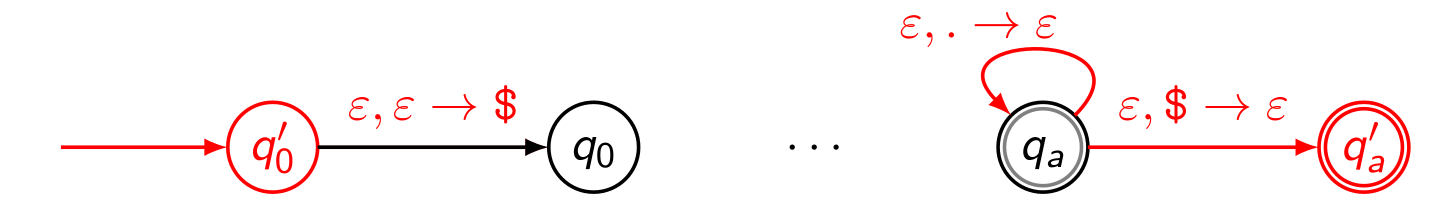 ε, . → ε
ε, ε → $
ε, $ → ε
q′₀
q₀
· · ·
qₐ
q′ₐ